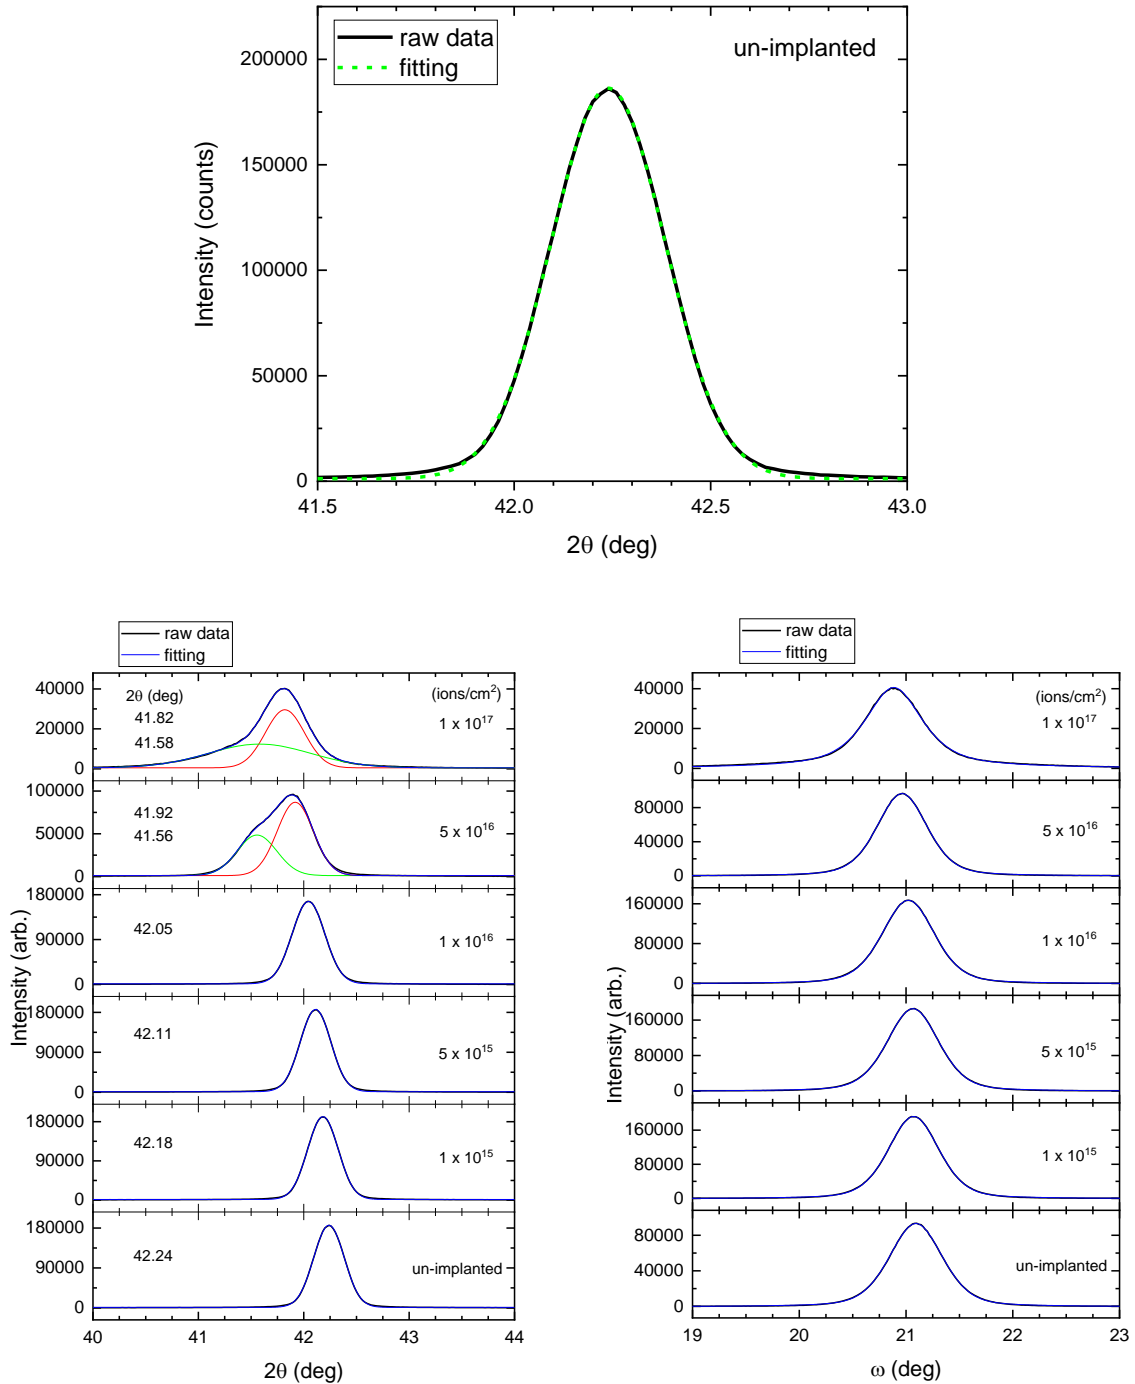 raw data
fitting
un-implanted
200000
150000
100000
50000
0
Intensity (counts)
41.5
42.0
42.5
43.0
2θ (deg)
raw data
fitting
40000
20000
0
2θ (deg)
41.82
41.58
(ions/cm²)
1 x 10¹⁷
100000
50000
0
41.92
41.56
5 x 10¹⁶
180000
90000
0
42.05
1 x 10¹⁶
180000
90000
0
42.11
5 x 10¹⁵
180000
90000
0
42.18
1 x 10¹⁵
180000
90000
0
42.24
un-implanted
Intensity (arb.)
40
41
42
43
44
2θ (deg)
raw data
fitting
40000
20000
0
(ions/cm²)
1 x 10¹⁷
80000
40000
0
5 x 10¹⁶
160000
80000
0
1 x 10¹⁶
160000
80000
0
5 x 10¹⁵
160000
80000
0
1 x 10¹⁵
80000
40000
0
un-implanted
Intensity (arb.)
19
20
21
22
23
ω (deg)